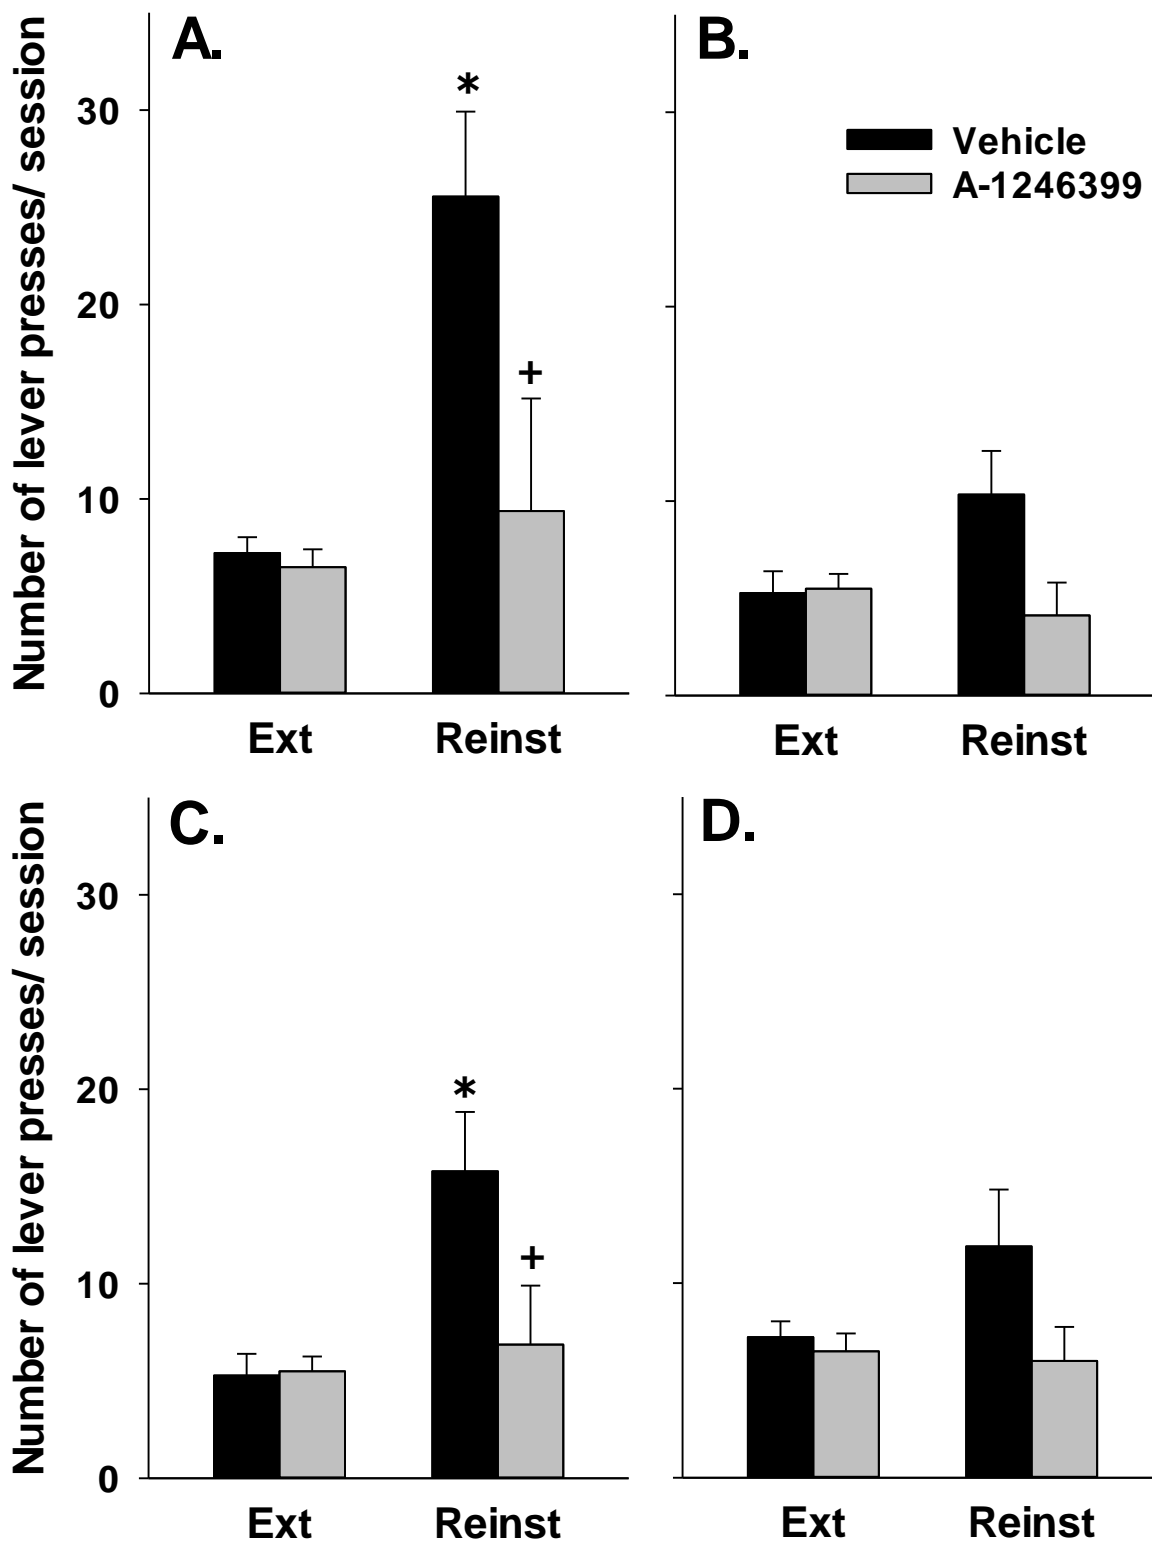 A.
B.
Number of lever presses/ session
30
20
10
0
*
+
Vehicle
A-1246399
Ext
Reinst
Ext
Reinst
C.
D.
Number of lever presses/ session
30
20
10
0
*
+
Ext
Reinst
Ext
Reinst